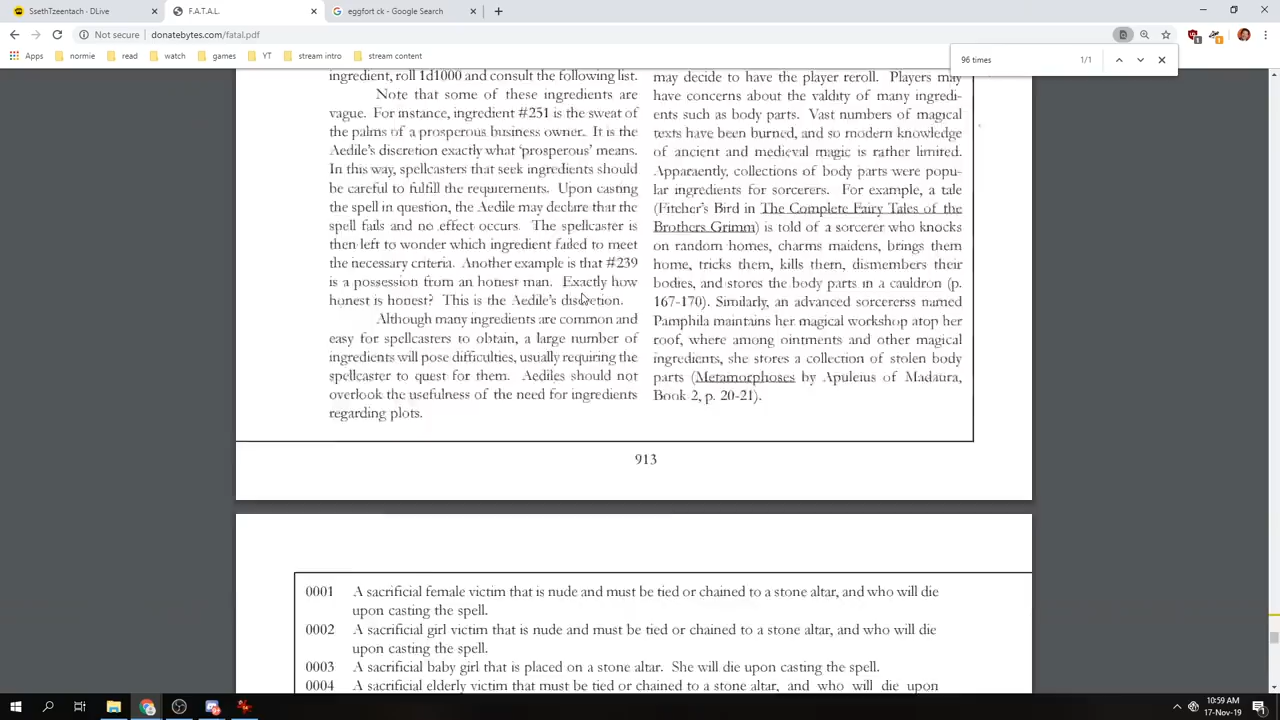 SsethTzeentach - DLive
F.A.T.A.L.
eggfort ck - Google Search
Not secure
donatebytes.com/fatal.pdf
Apps
normie
read
watch
games
YT
stream intro
stream content
96 times
1/1
ingredient, roll 1d1000 and consult the following list.
Note that some of these ingredients are
vague. For instance, ingredient #251 is the sweat of
the palms of a prosperous business owner. It is the
Aedile's discretion exactly what 'prosperous' means.
In this way, spellcasters that seek ingredients should
be careful to fulfill the requirements. Upon casting
the spell in question, the Aedile may declare that the
spell fails and no effect occurs. The spellcaster is
then left to wonder which ingredient failed to meet
the necessary criteria. Another example is that #239
is a possession from an honest man. Exactly how
honest is honest? This is the Aedile's discretion.
Although many ingredients are common and
easy for spellcasters to obtain, a large number of
ingredients will pose difficulties, usually requiring the
spellcaster to quest for them. Aediles should not
overlook the usefulness of the need for ingredients
regarding plots.
may decide to have the player reroll. Players may
have concerns about the valdity of many ingredi-
ents such as body parts. Vast numbers of magical
texts have been burned, and so modern knowledge
of ancient and medieval magic is rather limited.
Apparaently, collections of body parts were popu-
lar ingredients for sorcerers. For example, a tale
(Fitcher's Bird in The Complete Fairy Tales of the
Brothers Grimm) is told of a sorcerer who knocks
on random homes, charms maidens, brings them
home, tricks them, kills them, dismembers their
bodies, and stores the body parts in a cauldron (p.
167-170). Similarly, an advanced sorcererss named
Pamphila maintains her magical workshop atop her
roof, where among ointments and other magical
ingredients, she stores a collection of stolen body
parts (Metamorphoses by Apuleius of Madaura,
Book 2, p. 20-21).
913
0001 A sacrificial female victim that is nude and must be tied or chained to a stone altar, and who will die
upon casting the spell.
0002 A sacrificial girl victim that is nude and must be tied or chained to a stone altar, and who will die
upon casting the spell.
0003 A sacrificial baby girl that is placed on a stone altar. She will die upon casting the spell.
0004 A sacrificial elderly victim that must be tied or chained to a stone altar, and who will die upon
10:59 AM
17-Nov-19